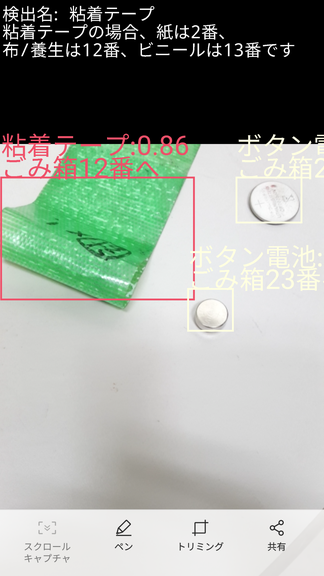 検出名: 粘着テープ
粘着テープの場合、紙は2番、
布/養生は12番、ビニールは13番です
粘着テープ:0.86
ごみ箱12番へ
ボタン電
ごみ箱2
ボタン電池:
ごみ箱23番
スクロール
キャプチャ
ペン
トリミング
共有